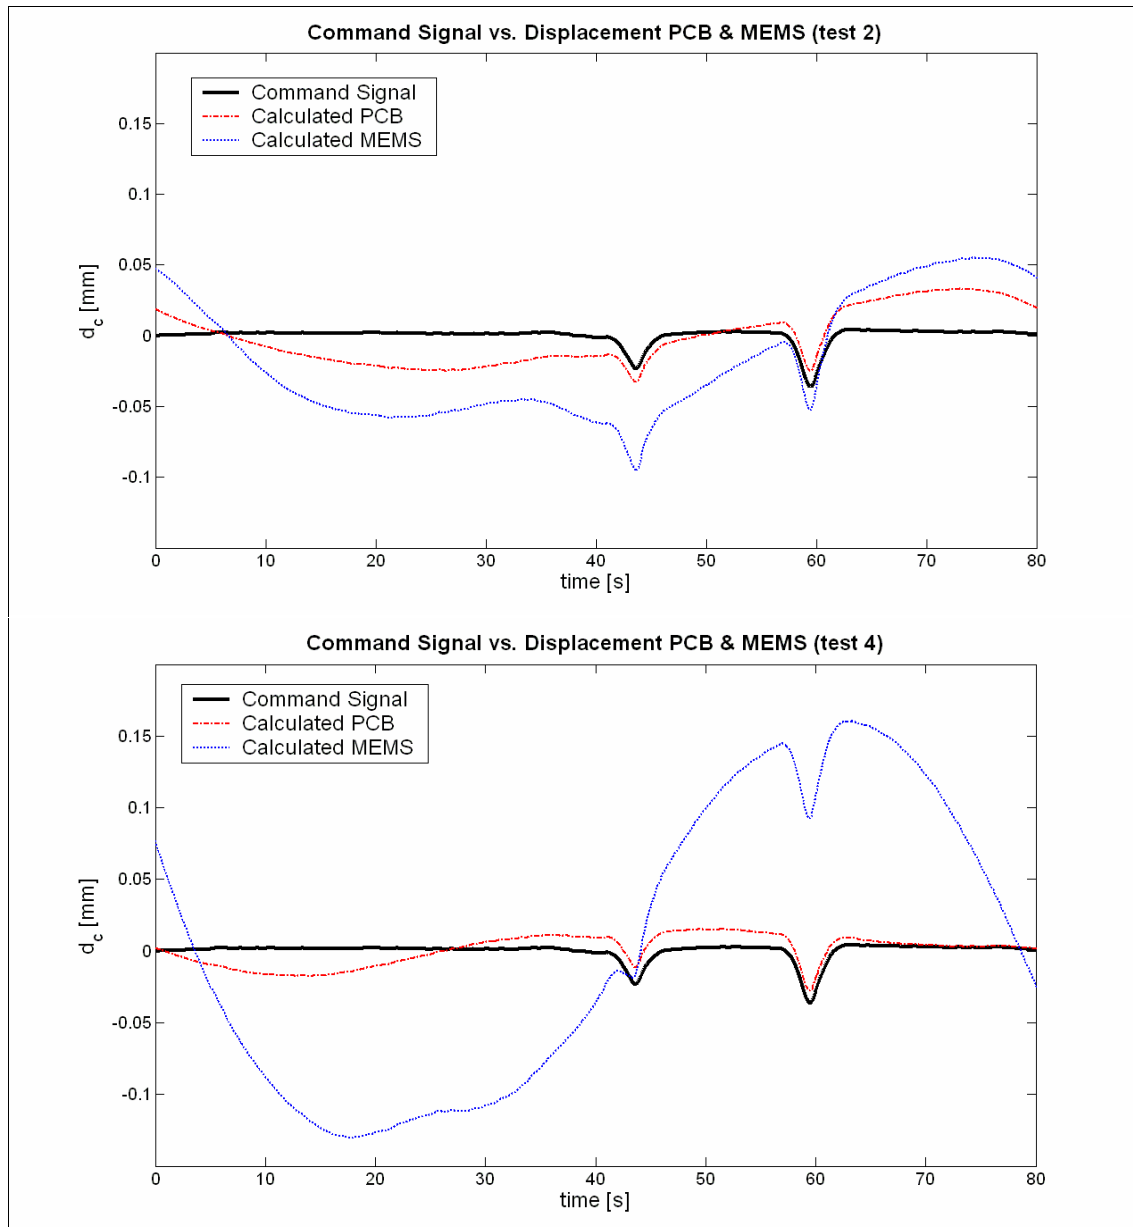 Command Signal vs. Displacement PCB & MEMS (test 2)
Command Signal
Calculated PCB
Calculated MEMS
0.15
0.1
0.05
0
-0.05
-0.1
d_c [mm]
0 10 20 30 40 50 60 70 80
time [s]
Command Signal vs. Displacement PCB & MEMS (test 4)
Command Signal
Calculated PCB
Calculated MEMS
0.15
0.1
0.05
0
-0.05
-0.1
d_c [mm]
0 10 20 30 40 50 60 70 80
time [s]